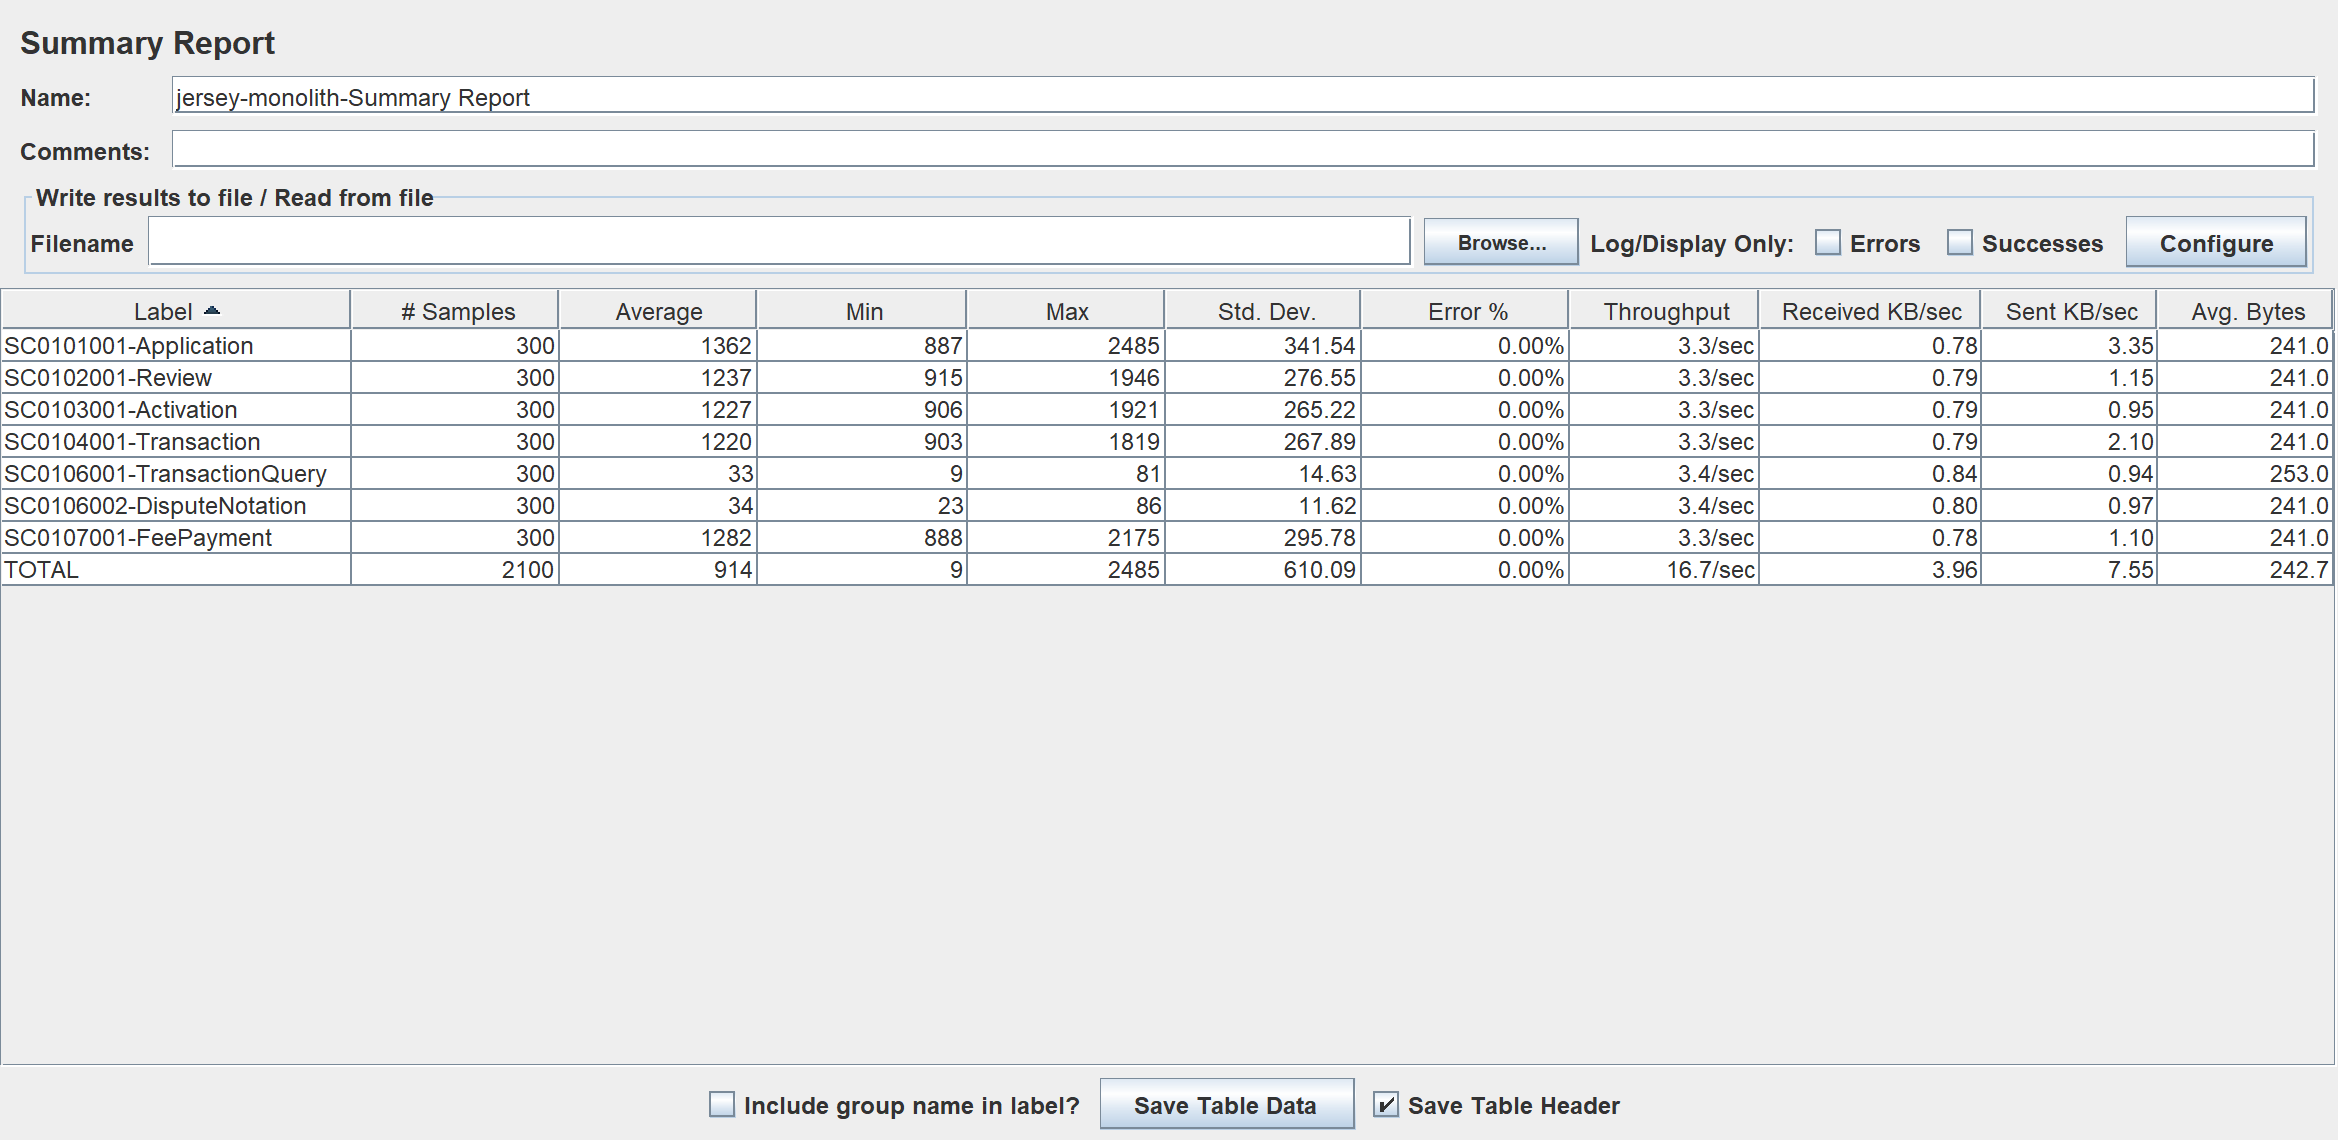 Summary Report
Name: jersey-monolith-Summary Report
Comments:
Write results to file / Read from file
Filename Browse... Log/Display Only: Errors Successes Configure
Label # Samples Average Min Max Std. Dev. Error % Throughput Received KB/sec Sent KB/sec Avg. Bytes
SC0101001-Application 300 1362 887 2485 341.54 0.00% 3.3/sec 0.78 3.35 241.0
SC0102001-Review 300 1237 915 1946 276.55 0.00% 3.3/sec 0.79 1.15 241.0
SC0103001-Activation 300 1227 906 1921 265.22 0.00% 3.3/sec 0.79 0.95 241.0
SC0104001-Transaction 300 1220 903 1819 267.89 0.00% 3.3/sec 0.79 2.10 241.0
SC0106001-TransactionQuery 300 33 9 81 14.63 0.00% 3.4/sec 0.84 0.94 253.0
SC0106002-DisputeNotation 300 34 23 86 11.62 0.00% 3.4/sec 0.80 0.97 241.0
SC0107001-FeePayment 300 1282 888 2175 295.78 0.00% 3.3/sec 0.78 1.10 241.0
TOTAL 2100 914 9 2485 610.09 0.00% 16.7/sec 3.96 7.55 242.7
Include group name in label? Save Table Data Save Table Header